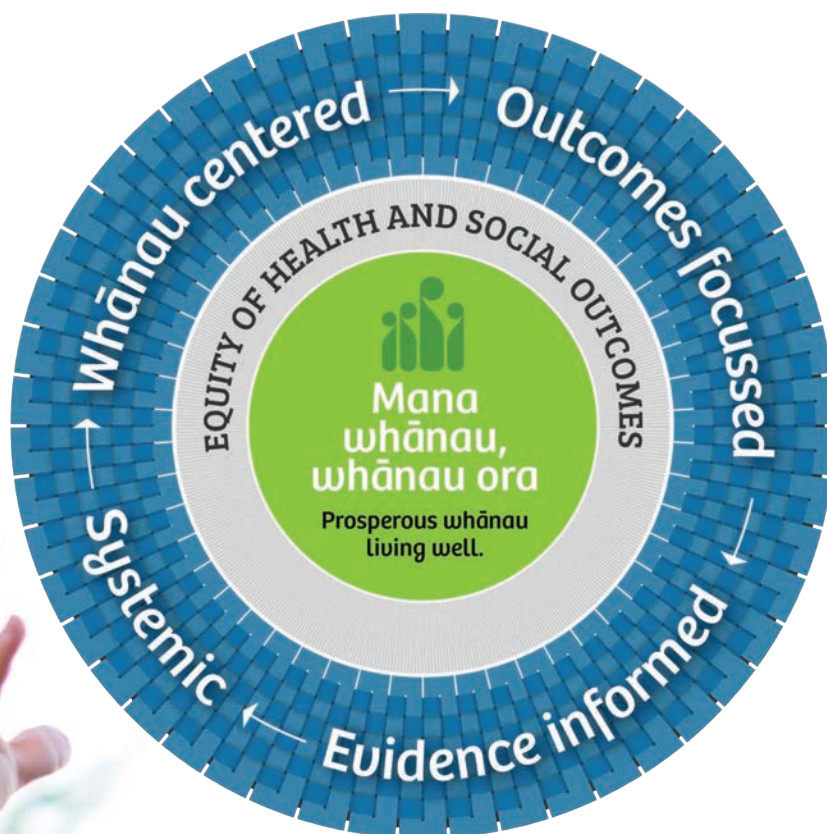 Whānau centered
Outcomes focussed
Evidence informed
Systemic
EQUITY OF HEALTH AND SOCIAL OUTCOMES
Mana
whānau,
whānau ora
Prosperous whānau
living well.